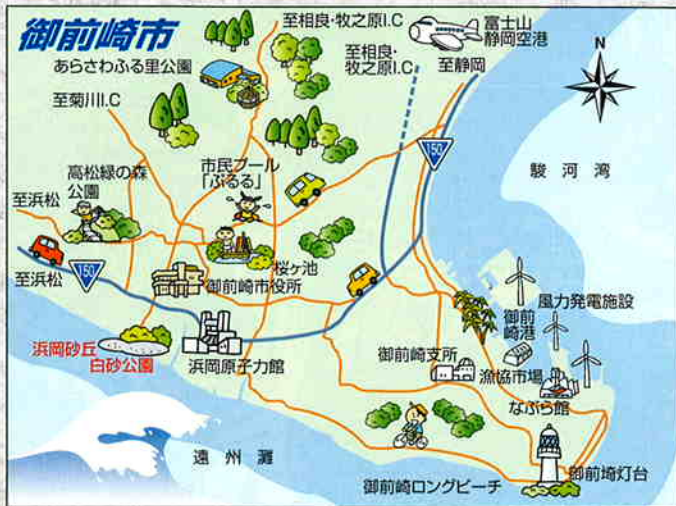 御前崎市
至相良・牧之原I.C
富士山
静岡空港
あらさわふる里公園
至相良・
牧之原I.C
至静岡
N
至菊川I.C
150
駿河湾
高松緑の森
公園
市民プール
「ぷるる」
至浜松
至浜松
150
桜ヶ池
御前崎市役所
風力発電施設
御前
崎港
浜岡砂丘
白砂公園
浜岡原子力館
御前崎支所
漁協市場
なぶら館
遠州灘
御前埼灯台
御前崎ロングビーチ